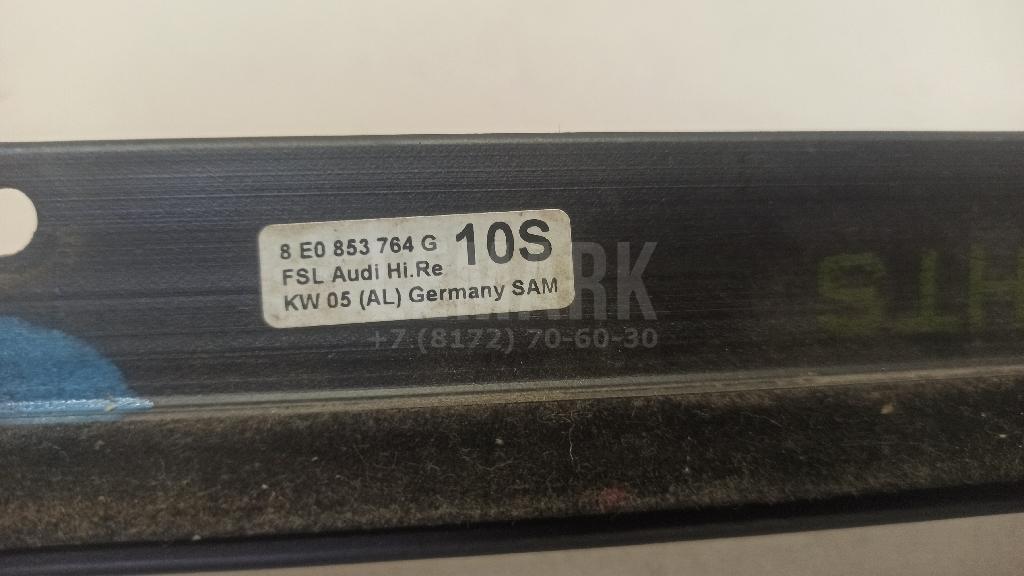 8 E0 853 764 G 10S
FSL Audi Hi.Re
KW 05 (AL) Germany SAM
+7 (8172) 70-60-30